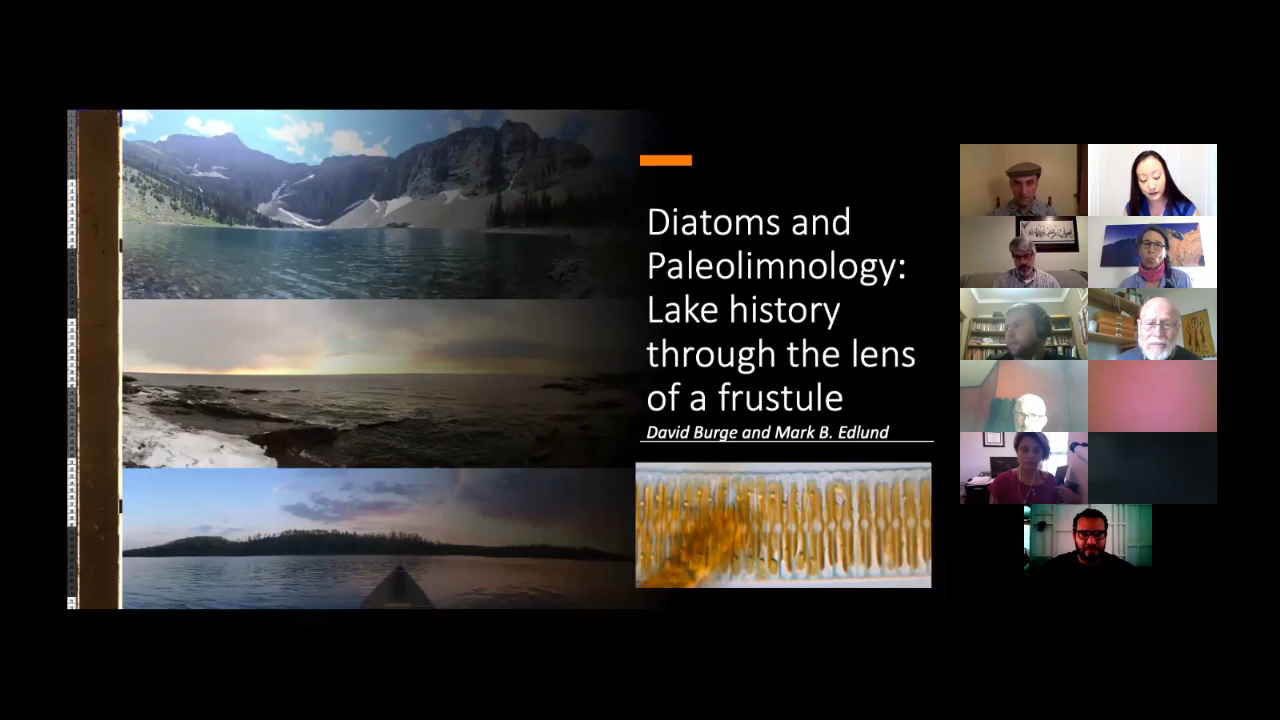 Diatoms and
Paleolimnology:
Lake history
through the lens
of a frustule
David Burge and Mark B. Edlund